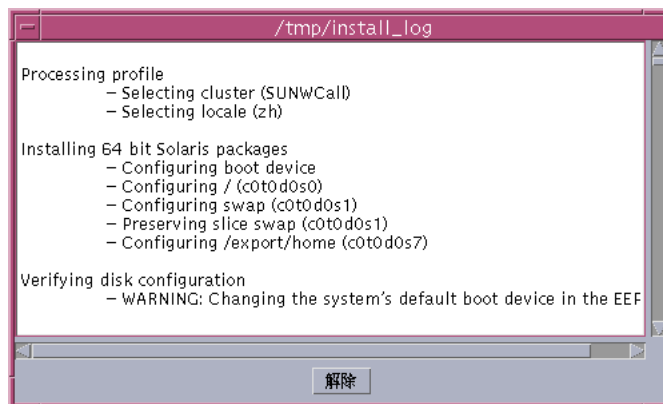 /tmp/install_log
Processing profile
– Selecting cluster (SUNWCall)
– Selecting locale (zh)
Installing 64 bit Solaris packages
– Configuring boot device
– Configuring / (c0t0d0s0)
– Configuring swap (c0t0d0s1)
– Preserving slice swap (c0t0d0s1)
– Configuring /export/home (c0t0d0s7)
Verifying disk configuration
– WARNING: Changing the system's default boot device in the EEF
解除